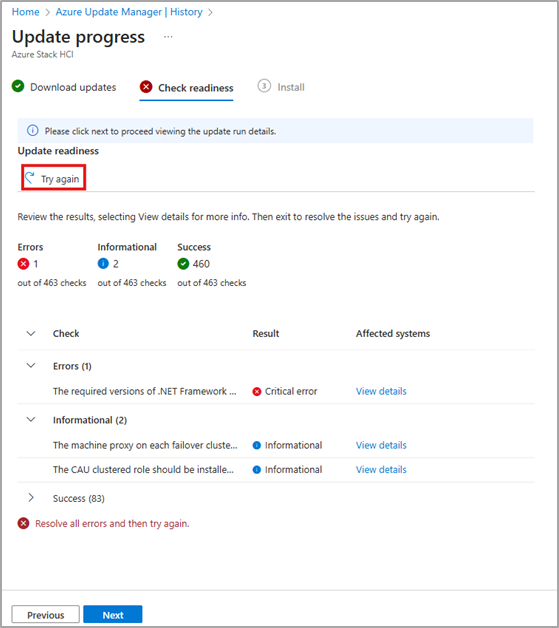 Home > Azure Update Manager | History >
Update progress ...
Azure Stack HCI
Download updates Check readiness 3 Install
Please click next to proceed viewing the update run details.
Update readiness
Try again
Review the results, selecting View details for more info. Then exit to resolve the issues and try again.
Errors Informational Success
1 2 460
out of 463 checks out of 463 checks out of 463 checks
Check Result Affected systems
Errors (1)
The required versions of .NET Framework ... Critical error View details
Informational (2)
The machine proxy on each failover cluste... Informational View details
The CAU clustered role should be installe... Informational View details
Success (83)
Resolve all errors and then try again.
Previous Next